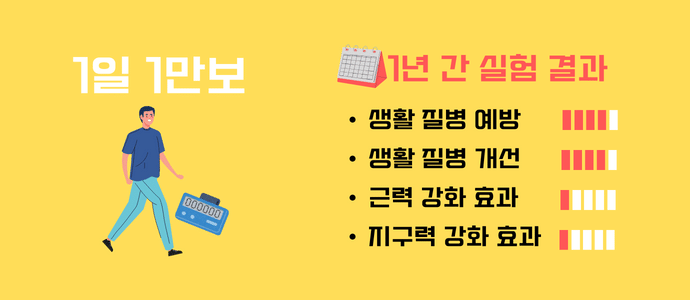 1일 1만보
000000
1년 간 실험 결과
• 생활 질병 예방
• 생활 질병 개선
• 근력 강화 효과
• 지구력 강화 효과